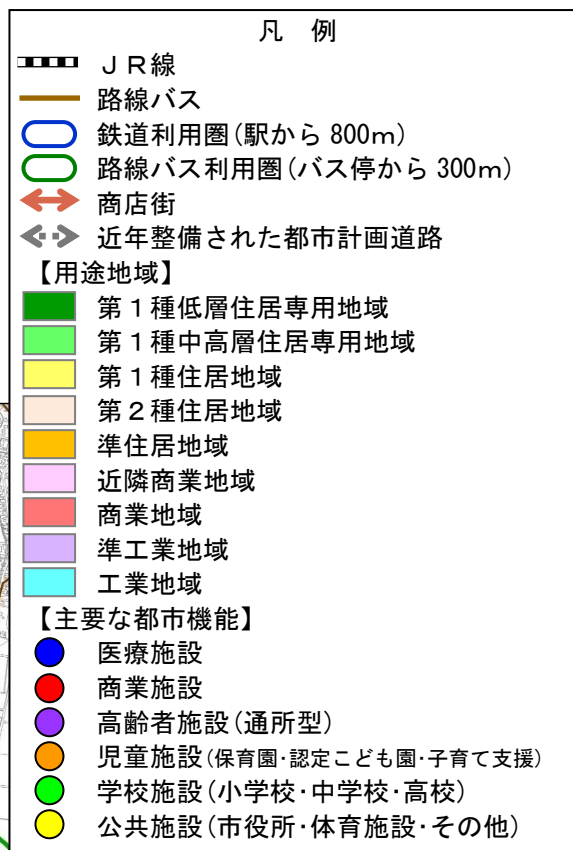 凡 例
ＪＲ線
路線バス
鉄道利用圏(駅から 800ｍ)
路線バス利用圏(バス停から 300ｍ)
商店街
近年整備された都市計画道路
【用途地域】
第１種低層住居専用地域
第１種中高層住居専用地域
第１種住居地域
第２種住居地域
準住居地域
近隣商業地域
商業地域
準工業地域
工業地域
【主要な都市機能】
医療施設
商業施設
高齢者施設(通所型)
児童施設(保育園･認定こども園･子育て支援)
学校施設(小学校･中学校･高校)
公共施設(市役所･体育施設･その他)